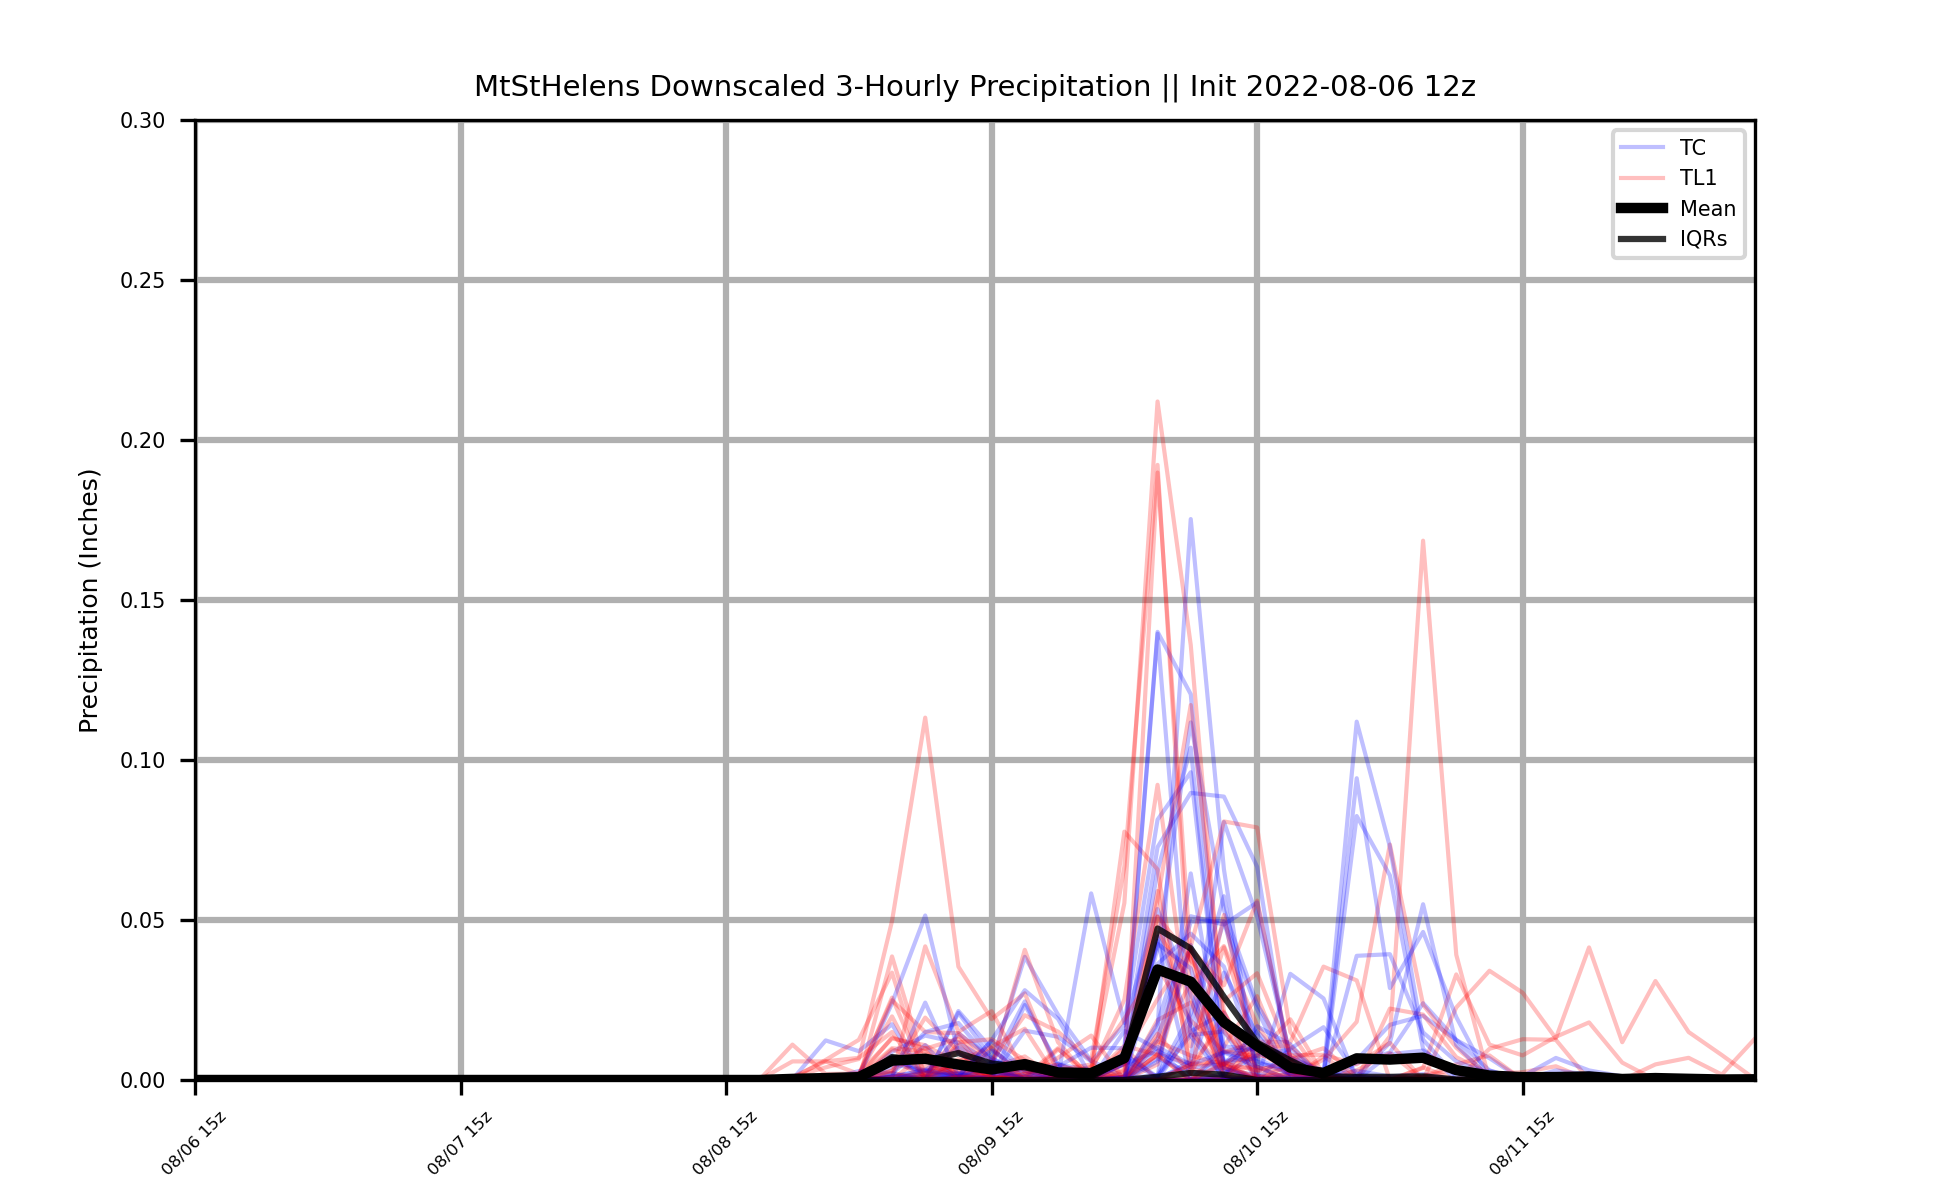 MtStHelens Downscaled 3-Hourly Precipitation || Init 2022-08-06 12z
0.30
0.25
0.20
0.15
0.10
0.05
0.00
Precipitation (Inches)
TC
TL1
Mean
IQRs
08/06 15z
08/07 15z
08/08 15z
08/09 15z
08/10 15z
08/11 15z